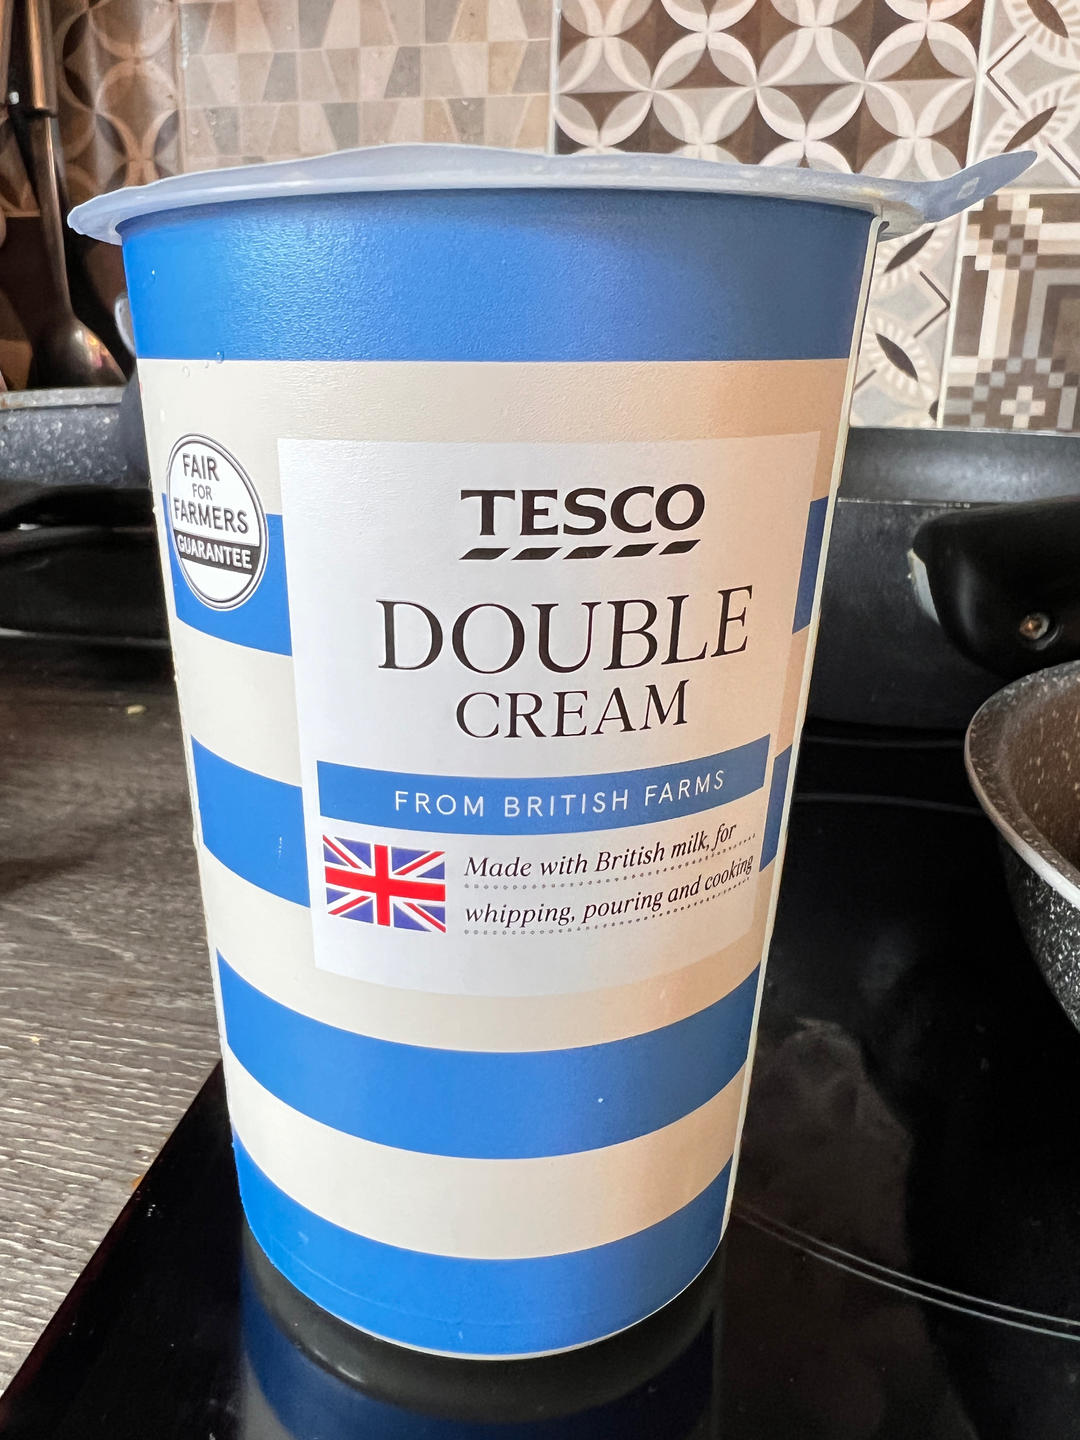 FAIR
FOR
FARMERS
GUARANTEE
TESCO
DOUBLE
CREAM
FROM BRITISH FARMS
Made with British milk, for
whipping, pouring and cooking